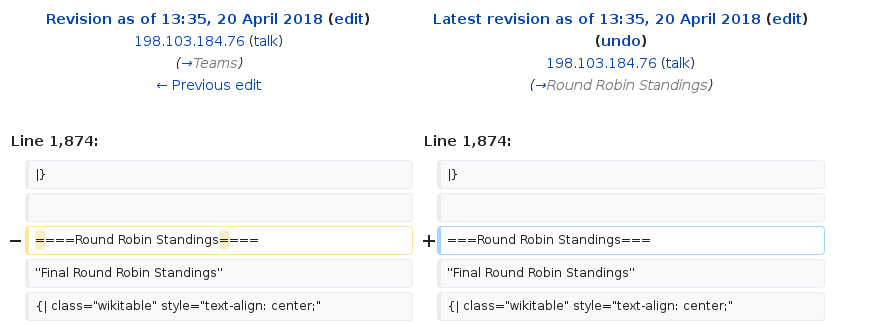 Revision as of 13:35, 20 April 2018 (edit)
198.103.184.76 (talk)
(→Teams)
← Previous edit
Latest revision as of 13:35, 20 April 2018 (edit)
(undo)
198.103.184.76 (talk)
(→Round Robin Standings)
Line 1,874:
Line 1,874:
|}
|}
− ====Round Robin Standings====
+ ===Round Robin Standings===
"Final Round Robin Standings"
"Final Round Robin Standings"
{| class="wikitable" style="text-align: center;"
{| class="wikitable" style="text-align: center;"